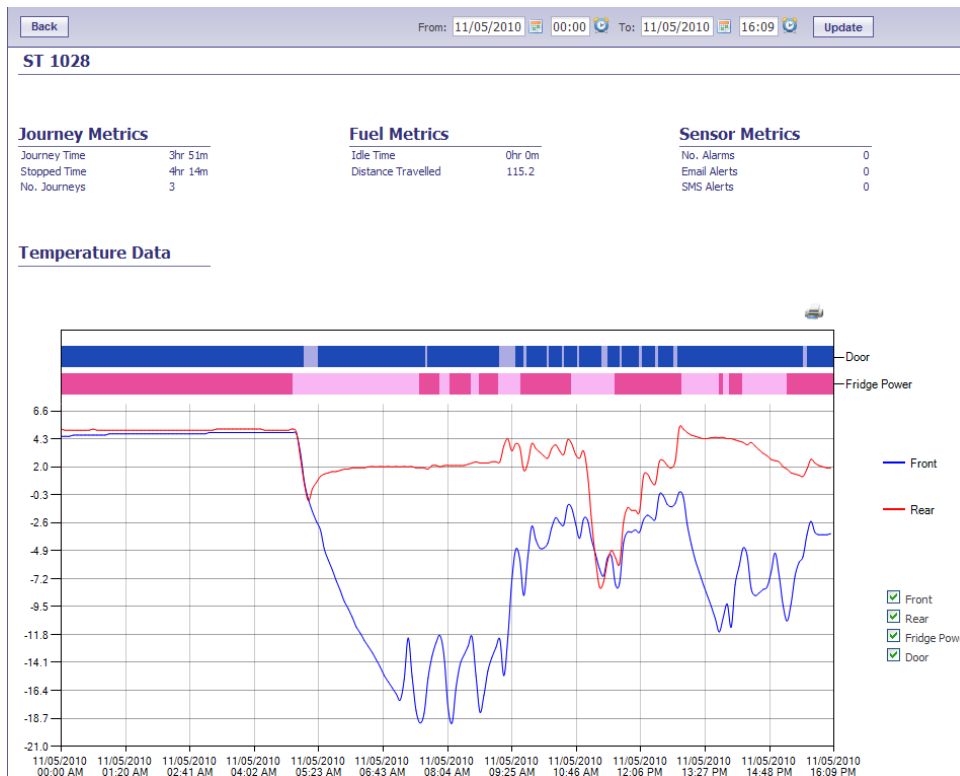 Back From: 11/05/2010 00:00 To: 11/05/2010 16:09 Update
ST 1028
Journey Metrics Fuel Metrics Sensor Metrics
Journey Time 3hr 51m Idle Time 0hr 0m No. Alarms 0
Stopped Time 4hr 14m Distance Travelled 115.2 Email Alerts 0
No. Journeys 3 SMS Alerts 0
Temperature Data
Door
Fridge Power
6.6
4.3
2.0
-0.3
-2.6
-4.9
-7.2
-9.5
-11.8
-14.1
-16.4
-18.7
-21.0
Front
Rear
Front
Rear
Fridge Pow
Door
11/05/2010 11/05/2010 11/05/2010 11/05/2010 11/05/2010 11/05/2010 11/05/2010 11/05/2010 11/05/2010 11/05/2010 11/05/2010 11/05/2010 11/05/2010
00:00 AM 01:20 AM 02:41 AM 04:02 AM 05:23 AM 06:43 AM 08:04 AM 09:25 AM 10:46 AM 12:06 PM 13:27 PM 14:48 PM 16:09 PM